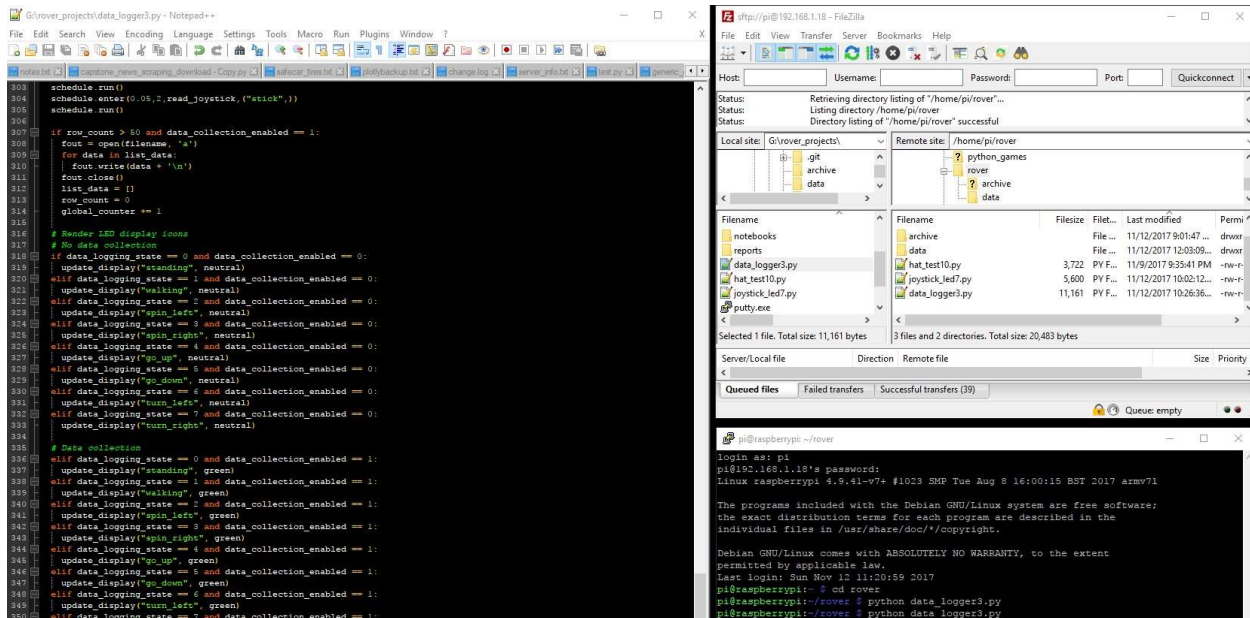 G:\rover_projects\data_logger3.py - Notepad++
File Edit Search View Encoding Language Settings Tools Macro Run Plugins Window ?
X
notes.txt capstone_news_scraping_download - Copy.py safecar_tires.txt plotlybackup.txt change.log server_info.txt test.py generic_
303 schedule.run()
304 schedule.enter(0.05,2,read_joystick,("stick",))
305 schedule.run()
306
307 if row_count > 50 and data_collection_enabled == 1:
308 fout = open(filename, 'a')
309 for data in list_data:
310 fout.write(data + '\n')
311 fout.close()
312 list_data = []
313 row_count = 0
314 global_counter += 1
315
316 # Render LED display icons
317 # No data collection
318 if data_logging_state == 0 and data_collection_enabled == 0:
319 update_display("standing", neutral)
320 elif data_logging_state == 1 and data_collection_enabled == 0:
321 update_display("walking", neutral)
322 elif data_logging_state == 2 and data_collection_enabled == 0:
323 update_display("spin_left", neutral)
324 elif data_logging_state == 3 and data_collection_enabled == 0:
325 update_display("spin_right", neutral)
326 elif data_logging_state == 4 and data_collection_enabled == 0:
327 update_display("go_up", neutral)
328 elif data_logging_state == 5 and data_collection_enabled == 0:
329 update_display("go_down", neutral)
330 elif data_logging_state == 6 and data_collection_enabled == 0:
331 update_display("turn_left", neutral)
332 elif data_logging_state == 7 and data_collection_enabled == 0:
333 update_display("turn_right", neutral)
334
335 # Data collection
336 elif data_logging_state == 0 and data_collection_enabled == 1:
337 update_display("standing", green)
338 elif data_logging_state == 1 and data_collection_enabled == 1:
339 update_display("walking", green)
340 elif data_logging_state == 2 and data_collection_enabled == 1:
341 update_display("spin_left", green)
342 elif data_logging_state == 3 and data_collection_enabled == 1:
343 update_display("spin_right", green)
344 elif data_logging_state == 4 and data_collection_enabled == 1:
345 update_display("go_up", green)
346 elif data_logging_state == 5 and data_collection_enabled == 1:
347 update_display("go_down", green)
348 elif data_logging_state == 6 and data_collection_enabled == 1:
349 update_display("turn_left", green)
350 elif data_logging_state == 7 and data_collection_enabled == 1:
sftp://pi@192.168.1.18 - FileZilla
File Edit View Transfer Server Bookmarks Help
Host: Username: Password: Port: Quickconnect
Status: Retrieving directory listing of "/home/pi/rover"...
Status: Listing directory /home/pi/rover
Status: Directory listing of "/home/pi/rover" successful
Local site: G:\rover_projects\
.git
archive
data
Remote site: /home/pi/rover
python_games
rover
archive
data
Filename
notebooks
reports
data_logger3.py
hat_test10.py
joystick_led7.py
putty.exe
Selected 1 file. Total size: 11,161 bytes
Filename Filesize Filet... Last modified Permi
archive File ... 11/12/2017 9:01:47 ... drwxr
data File ... 11/12/2017 12:03:09... drwxr
hat_test10.py 3,722 PY F... 11/9/2017 9:35:41 PM -rw-r-
joystick_led7.py 5,600 PY F... 11/12/2017 10:02:12... -rw-r-
data_logger3.py 11,161 PY F... 11/12/2017 10:26:36... -rw-r-
3 files and 2 directories. Total size: 20,483 bytes
Server/Local file Direction Remote file Size Priority
Queued files Failed transfers Successful transfers (39)
Queue: empty
pi@raspberrypi: ~/rover
login as: pi
pi@192.168.1.18's password:
Linux raspberrypi 4.9.41-v7+ #1023 SMP Tue Aug 8 16:00:15 BST 2017 armv7l

The programs included with the Debian GNU/Linux system are free software;
the exact distribution terms for each program are described in the
individual files in /usr/share/doc/*/copyright.

Debian GNU/Linux comes with ABSOLUTELY NO WARRANTY, to the extent
permitted by applicable law.
Last login: Sun Nov 12 11:20:59 2017
pi@raspberrypi:~ $ cd rover
pi@raspberrypi:~/rover $ python data_logger3.py
pi@raspberrypi:~/rover $ python data_logger3.py